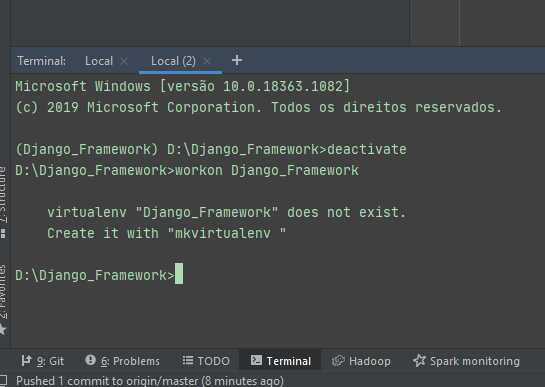 Terminal: Local × Local (2) × +
Microsoft Windows [versão 10.0.18363.1082]
(c) 2019 Microsoft Corporation. Todos os direitos reservados.
(Django_Framework) D:\Django_Framework>deactivate
D:\Django_Framework>workon Django_Framework
virtualenv "Django_Framework" does not exist.
Create it with "mkvirtualenv "
D:\Django_Framework>
7: Structure
2: Favorites
9: Git 6: Problems TODO Terminal Hadoop Spark monitoring
Pushed 1 commit to origin/master (8 minutes ago)